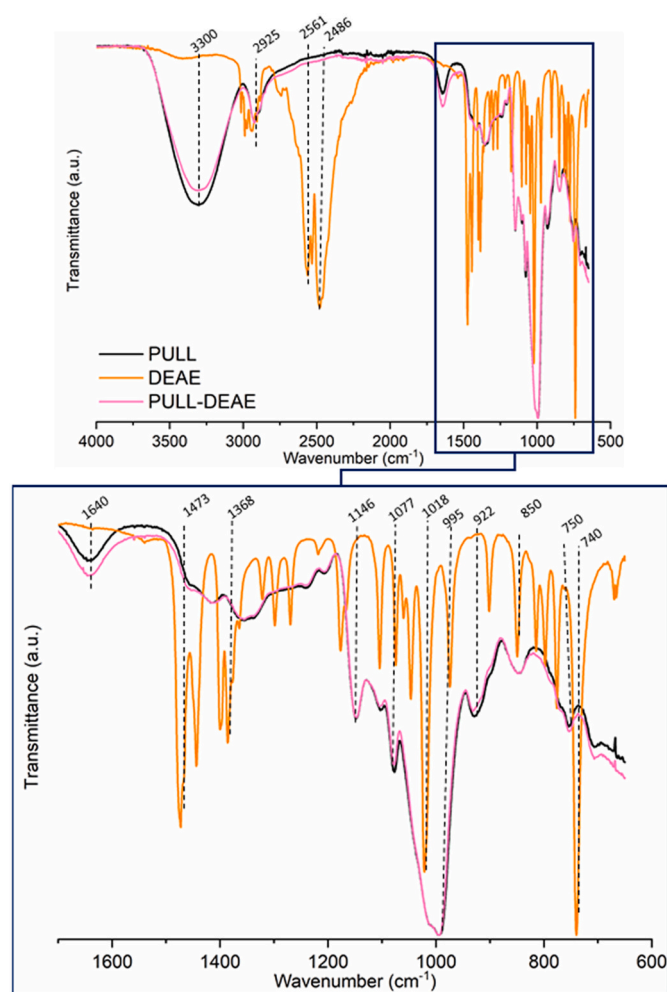 3300
2925
2561
2486
Transmittance (a.u.)
PULL
DEAE
PULL-DEAE
4000 3500 3000 2500 2000 1500 1000 500
Wavenumber (cm-1)
1640
1473
1368
1146
1077
1018
995
922
850
750
740
Transmittance (a.u.)
1600 1400 1200 1000 800 600
Wavenumber (cm-1)